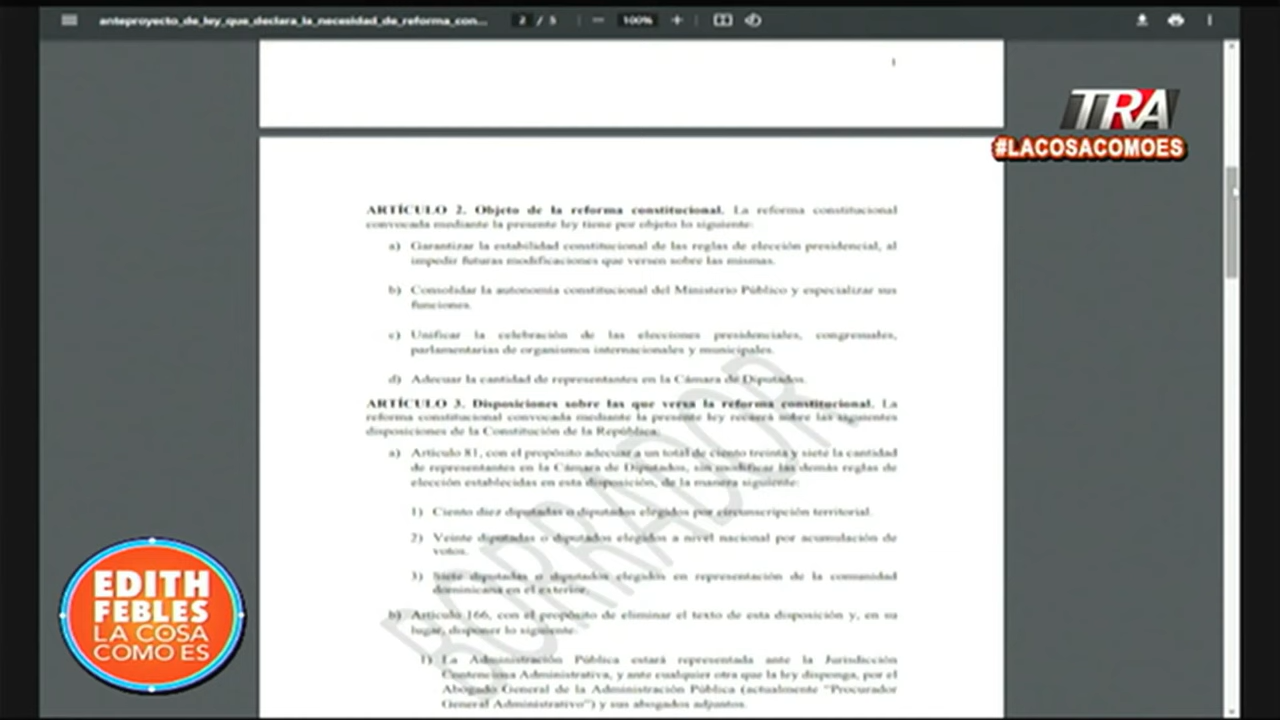 anteproyecto_de_ley_que_declara_la_necesidad_de_reforma_con...
2 / 5
100%
1
TRA
#LACOSACOMOES
ARTÍCULO 2. Objeto de la reforma constitucional. La reforma constitucional
convocada mediante la presente ley tiene por objeto lo siguiente:
a) Garantizar la estabilidad constitucional de las reglas de elección presidencial, al
impedir futuras modificaciones que versen sobre las mismas.
b) Consolidar la autonomía constitucional del Ministerio Público y especializar sus
funciones.
c) Unificar la celebración de las elecciones presidenciales, congresuales,
parlamentarias de organismos internacionales y municipales.
d) Adecuar la cantidad de representantes en la Cámara de Diputados.
ARTÍCULO 3. Disposiciones sobre las que versa la reforma constitucional. La
reforma constitucional convocada mediante la presente ley recaerá sobre las siguientes
disposiciones de la Constitución de la República:
a) Artículo 81, con el propósito adecuar a un total de ciento treinta y siete la cantidad
de representantes en la Cámara de Diputados, sin modificar las demás reglas de
elección establecidas en esta disposición, de la manera siguiente:
1) Ciento diez diputadas o diputados elegidos por circunscripción territorial.
2) Veinte diputadas o diputados elegidos a nivel nacional por acumulación de
votos.
3) Siete diputadas o diputados elegidos en representación de la comunidad
dominicana en el exterior.
b) Artículo 166, con el propósito de eliminar el texto de esta disposición y, en su
lugar, disponer lo siguiente:
1) La Administración Pública estará representada ante la Jurisdicción
Contenciosa Administrativa, y ante cualquier otra que la ley disponga, por el
Abogado General de la Administración Pública (actualmente "Procurador
General Administrativo") y sus abogados adjuntos.
BORRADOR
EDITH
FEBLES
LA COSA
COMO ES